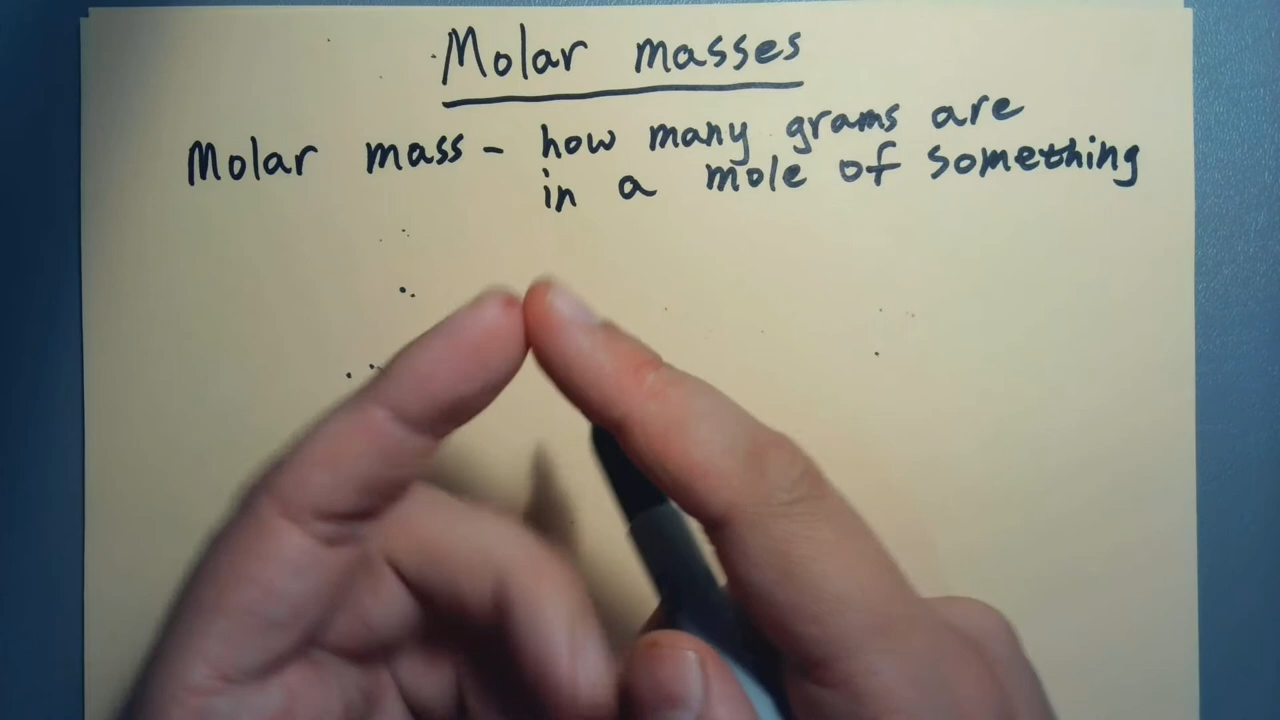 Molar masses
Molar mass - how many grams are
in a mole of something